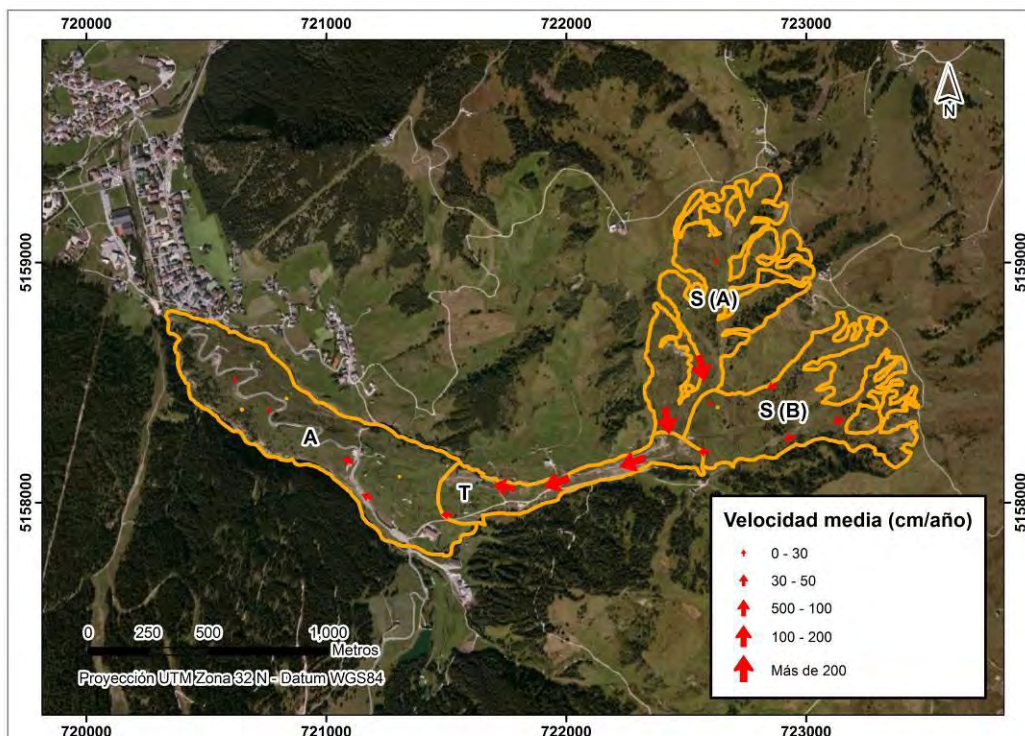 720000 721000 722000 723000
5159000 5159000
5158000 5158000
N
S (A)
S (B)
A
T
Velocidad media (cm/año)
0 - 30
30 - 50
500 - 100
100 - 200
Más de 200
0 250 500 1,000
Metros
Proyección UTM Zona 32 N - Datum WGS84
720000 721000 722000 723000